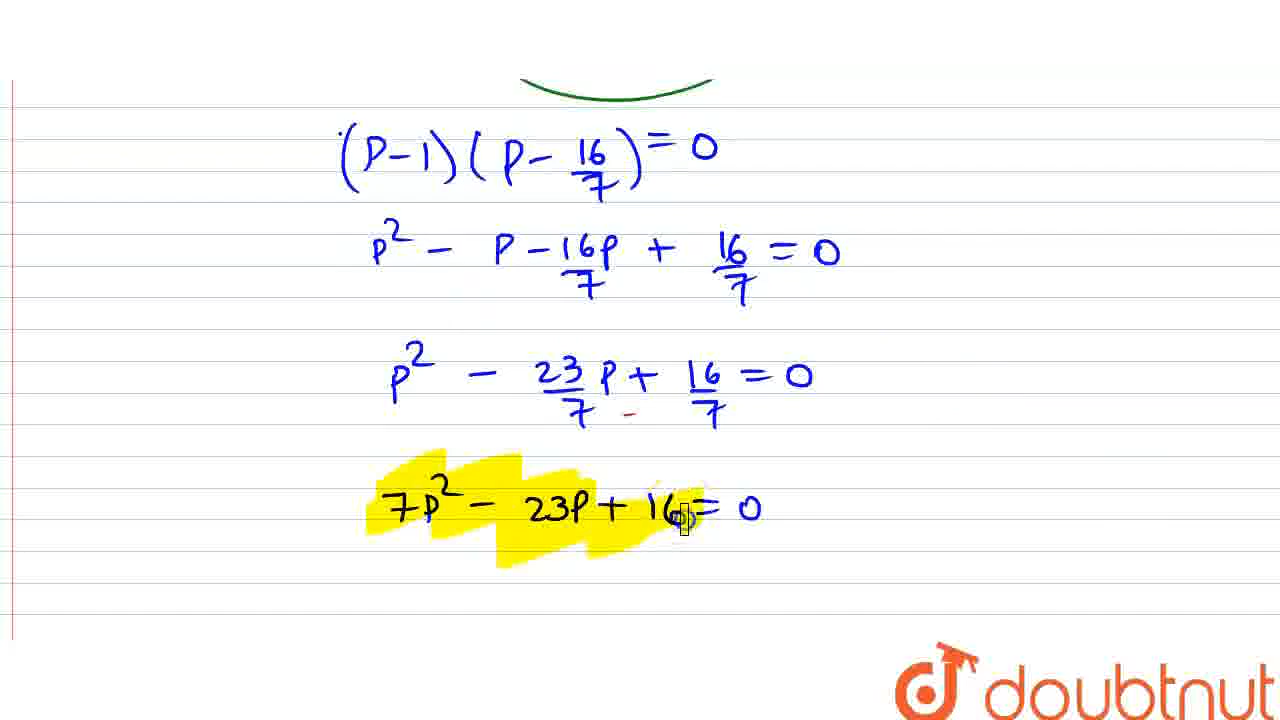 (P-1)(P - 16/7) = 0
P² - P - 16P/7 + 16/7 = 0
P² - 23/7 P + 16/7 = 0
7P² - 23P + 16 = 0
doubtnut